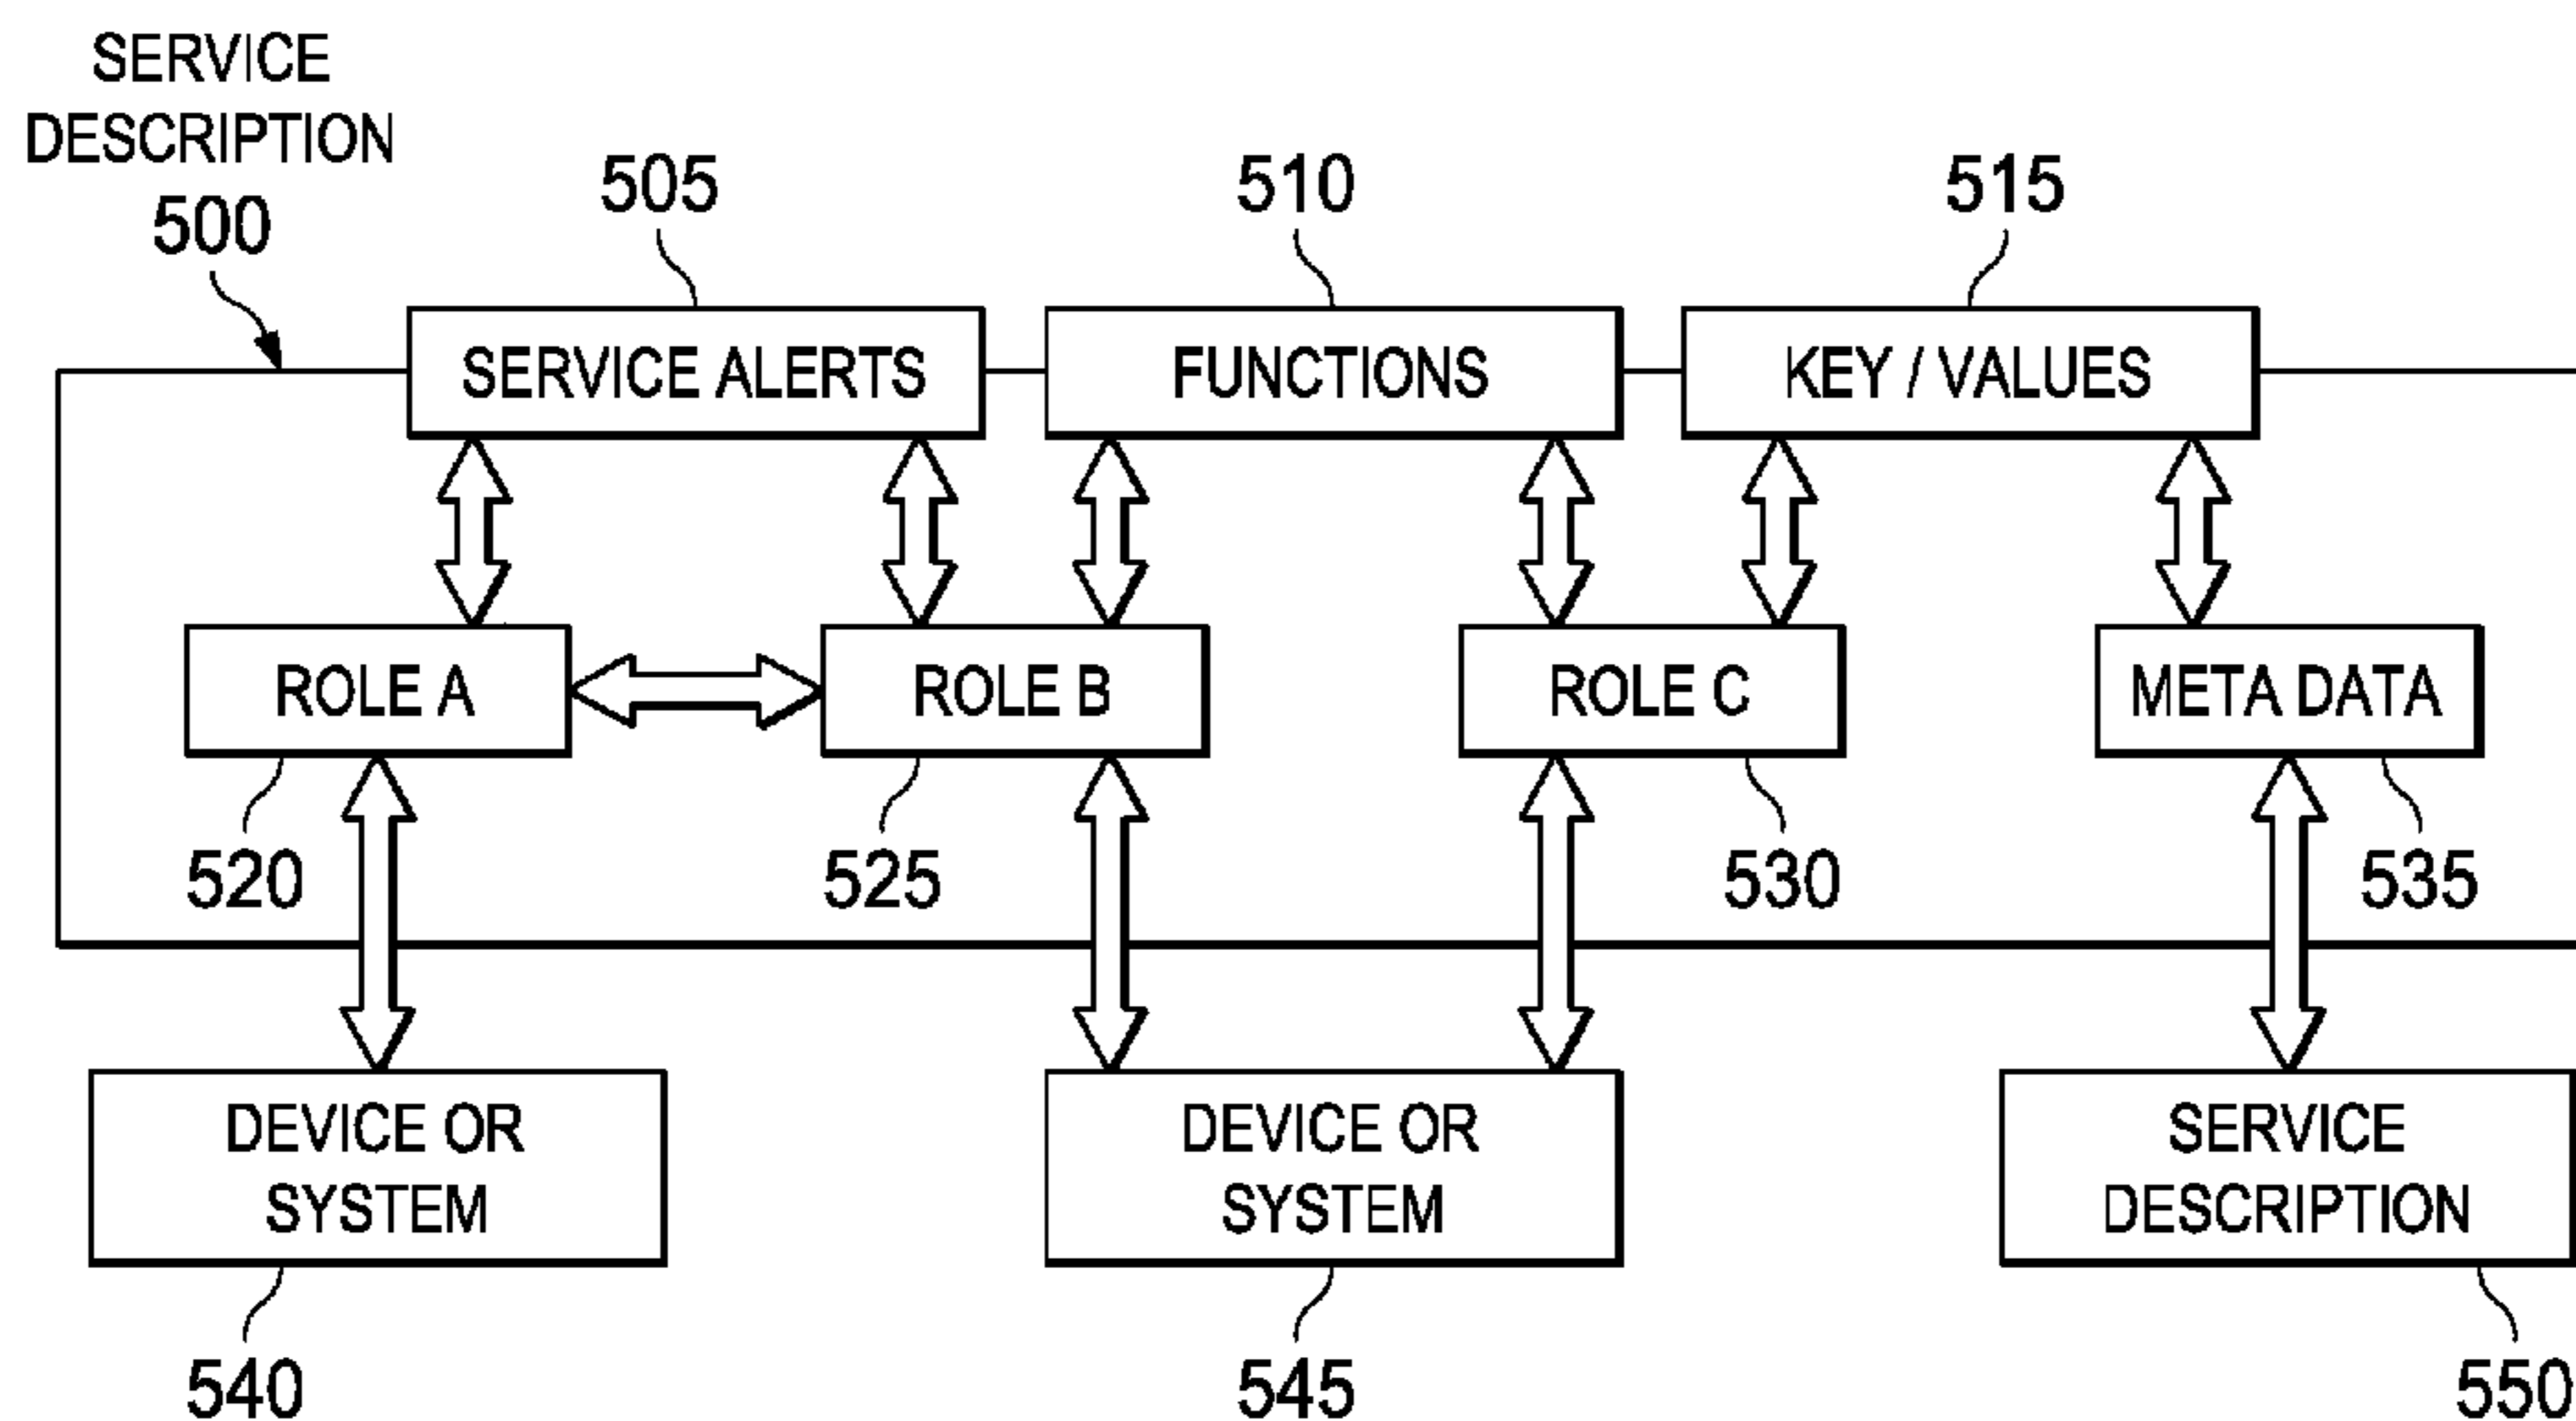 SERVICE
DESCRIPTION
500
505
510
515
SERVICE ALERTS
FUNCTIONS
KEY / VALUES
ROLE A
ROLE B
ROLE C
META DATA
520
525
530
535
DEVICE OR
SYSTEM
DEVICE OR
SYSTEM
SERVICE
DESCRIPTION
540
545
550